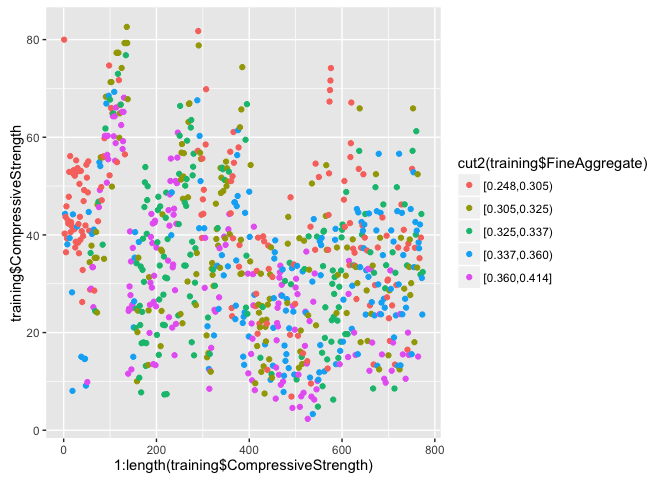 80
60
40
20
0
training$CompressiveStrength
0 200 400 600 800
1:length(training$CompressiveStrength)
cut2(training$FineAggregate)
[0.248,0.305)
[0.305,0.325)
[0.325,0.337)
[0.337,0.360)
[0.360,0.414]